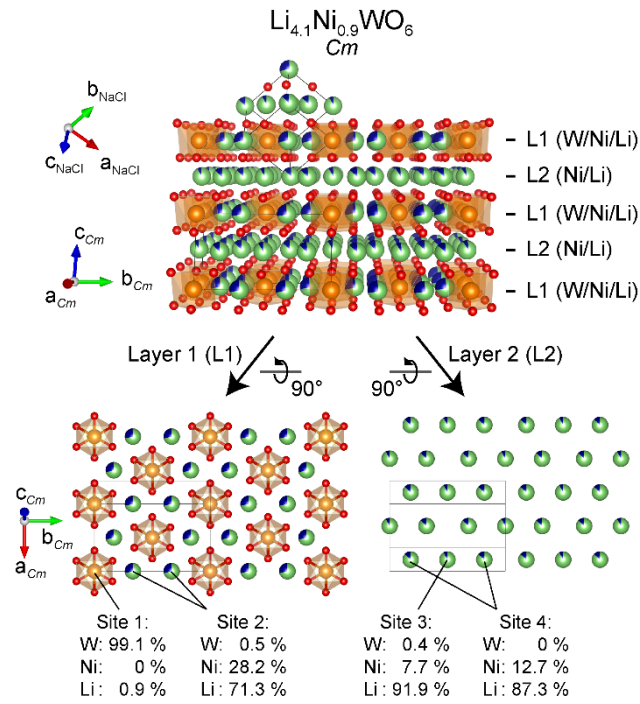 Li4.1Ni0.9WO6
Cm
bNaCl
cNaCl
aNaCl
L1 (W/Ni/Li)
L2 (Ni/Li)
L1 (W/Ni/Li)
L2 (Ni/Li)
L1 (W/Ni/Li)
cCm
bCm
aCm
Layer 1 (L1)
90°
90°
Layer 2 (L2)
cCm
bCm
aCm
Site 1:
W: 99.1 %
Ni: 0 %
Li: 0.9 %
Site 2:
W: 0.5 %
Ni: 28.2 %
Li: 71.3 %
Site 3:
W: 0.4 %
Ni: 7.7 %
Li: 91.9 %
Site 4:
W: 0 %
Ni: 12.7 %
Li: 87.3 %